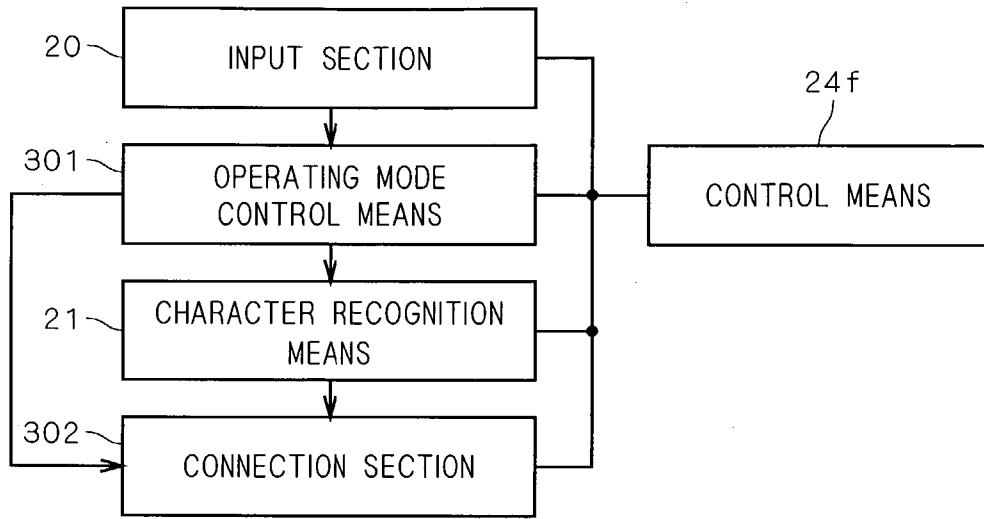 20
INPUT SECTION
24f
301
OPERATING MODE
CONTROL MEANS
CONTROL MEANS
21
CHARACTER RECOGNITION
MEANS
302
CONNECTION SECTION